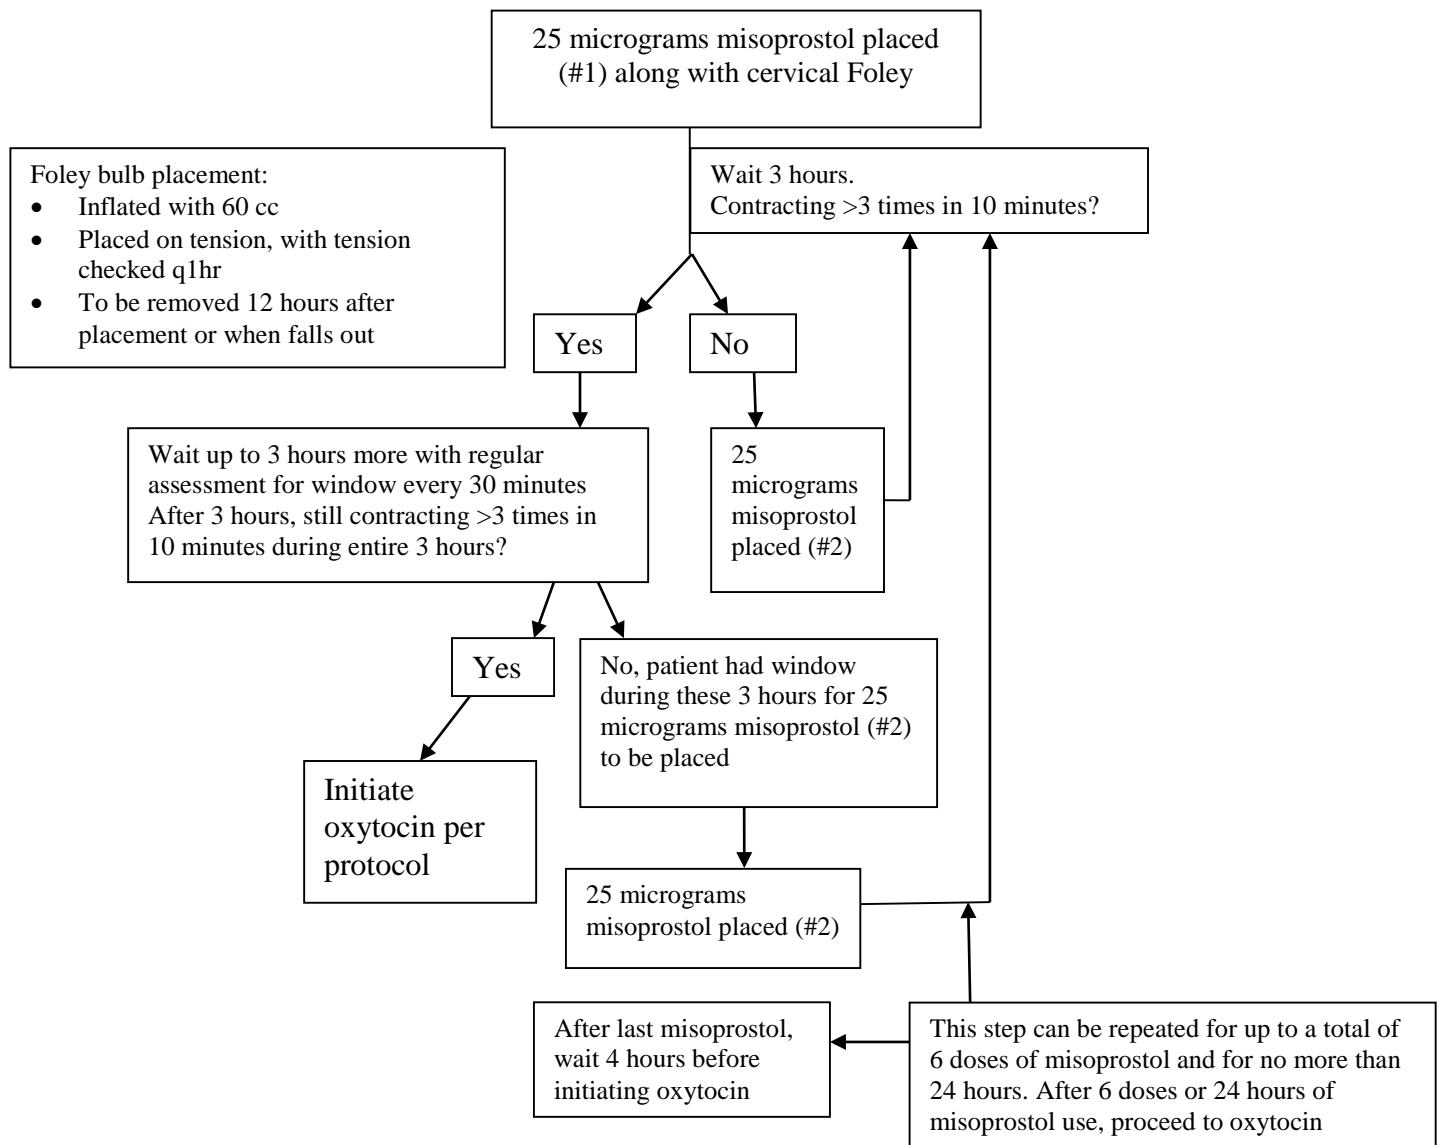 25 micrograms misoprostol placed
(#1) along with cervical Foley
Foley bulb placement:
• Inflated with 60 cc
• Placed on tension, with tension
checked q1hr
• To be removed 12 hours after
placement or when falls out
Wait 3 hours.
Contracting >3 times in 10 minutes?
Yes
No
Wait up to 3 hours more with regular
assessment for window every 30 minutes
After 3 hours, still contracting >3 times in
10 minutes during entire 3 hours?
25
micrograms
misoprostol
placed (#2)
Yes
No, patient had window
during these 3 hours for 25
micrograms misoprostol (#2)
to be placed
Initiate
oxytocin per
protocol
25 micrograms
misoprostol placed (#2)
After last misoprostol,
wait 4 hours before
initiating oxytocin
This step can be repeated for up to a total of
6 doses of misoprostol and for no more than
24 hours. After 6 doses or 24 hours of
misoprostol use, proceed to oxytocin